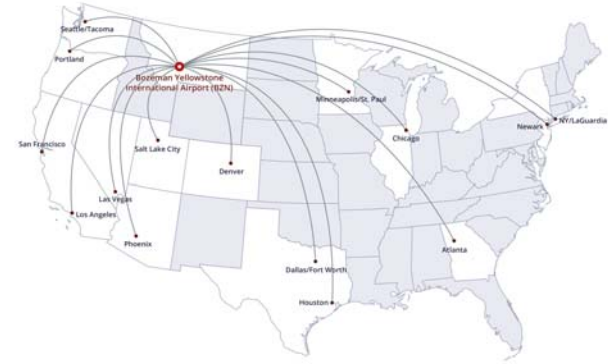 Seattle/Tacoma
Portland
Bozeman Yellowstone
International Airport (BZN)
Minneapolis/St. Paul
Newark
NY/LaGuardia
Chicago
San Francisco
Salt Lake City
Denver
Las Vegas
Los Angeles
Phoenix
Atlanta
Dallas/Fort Worth
Houston